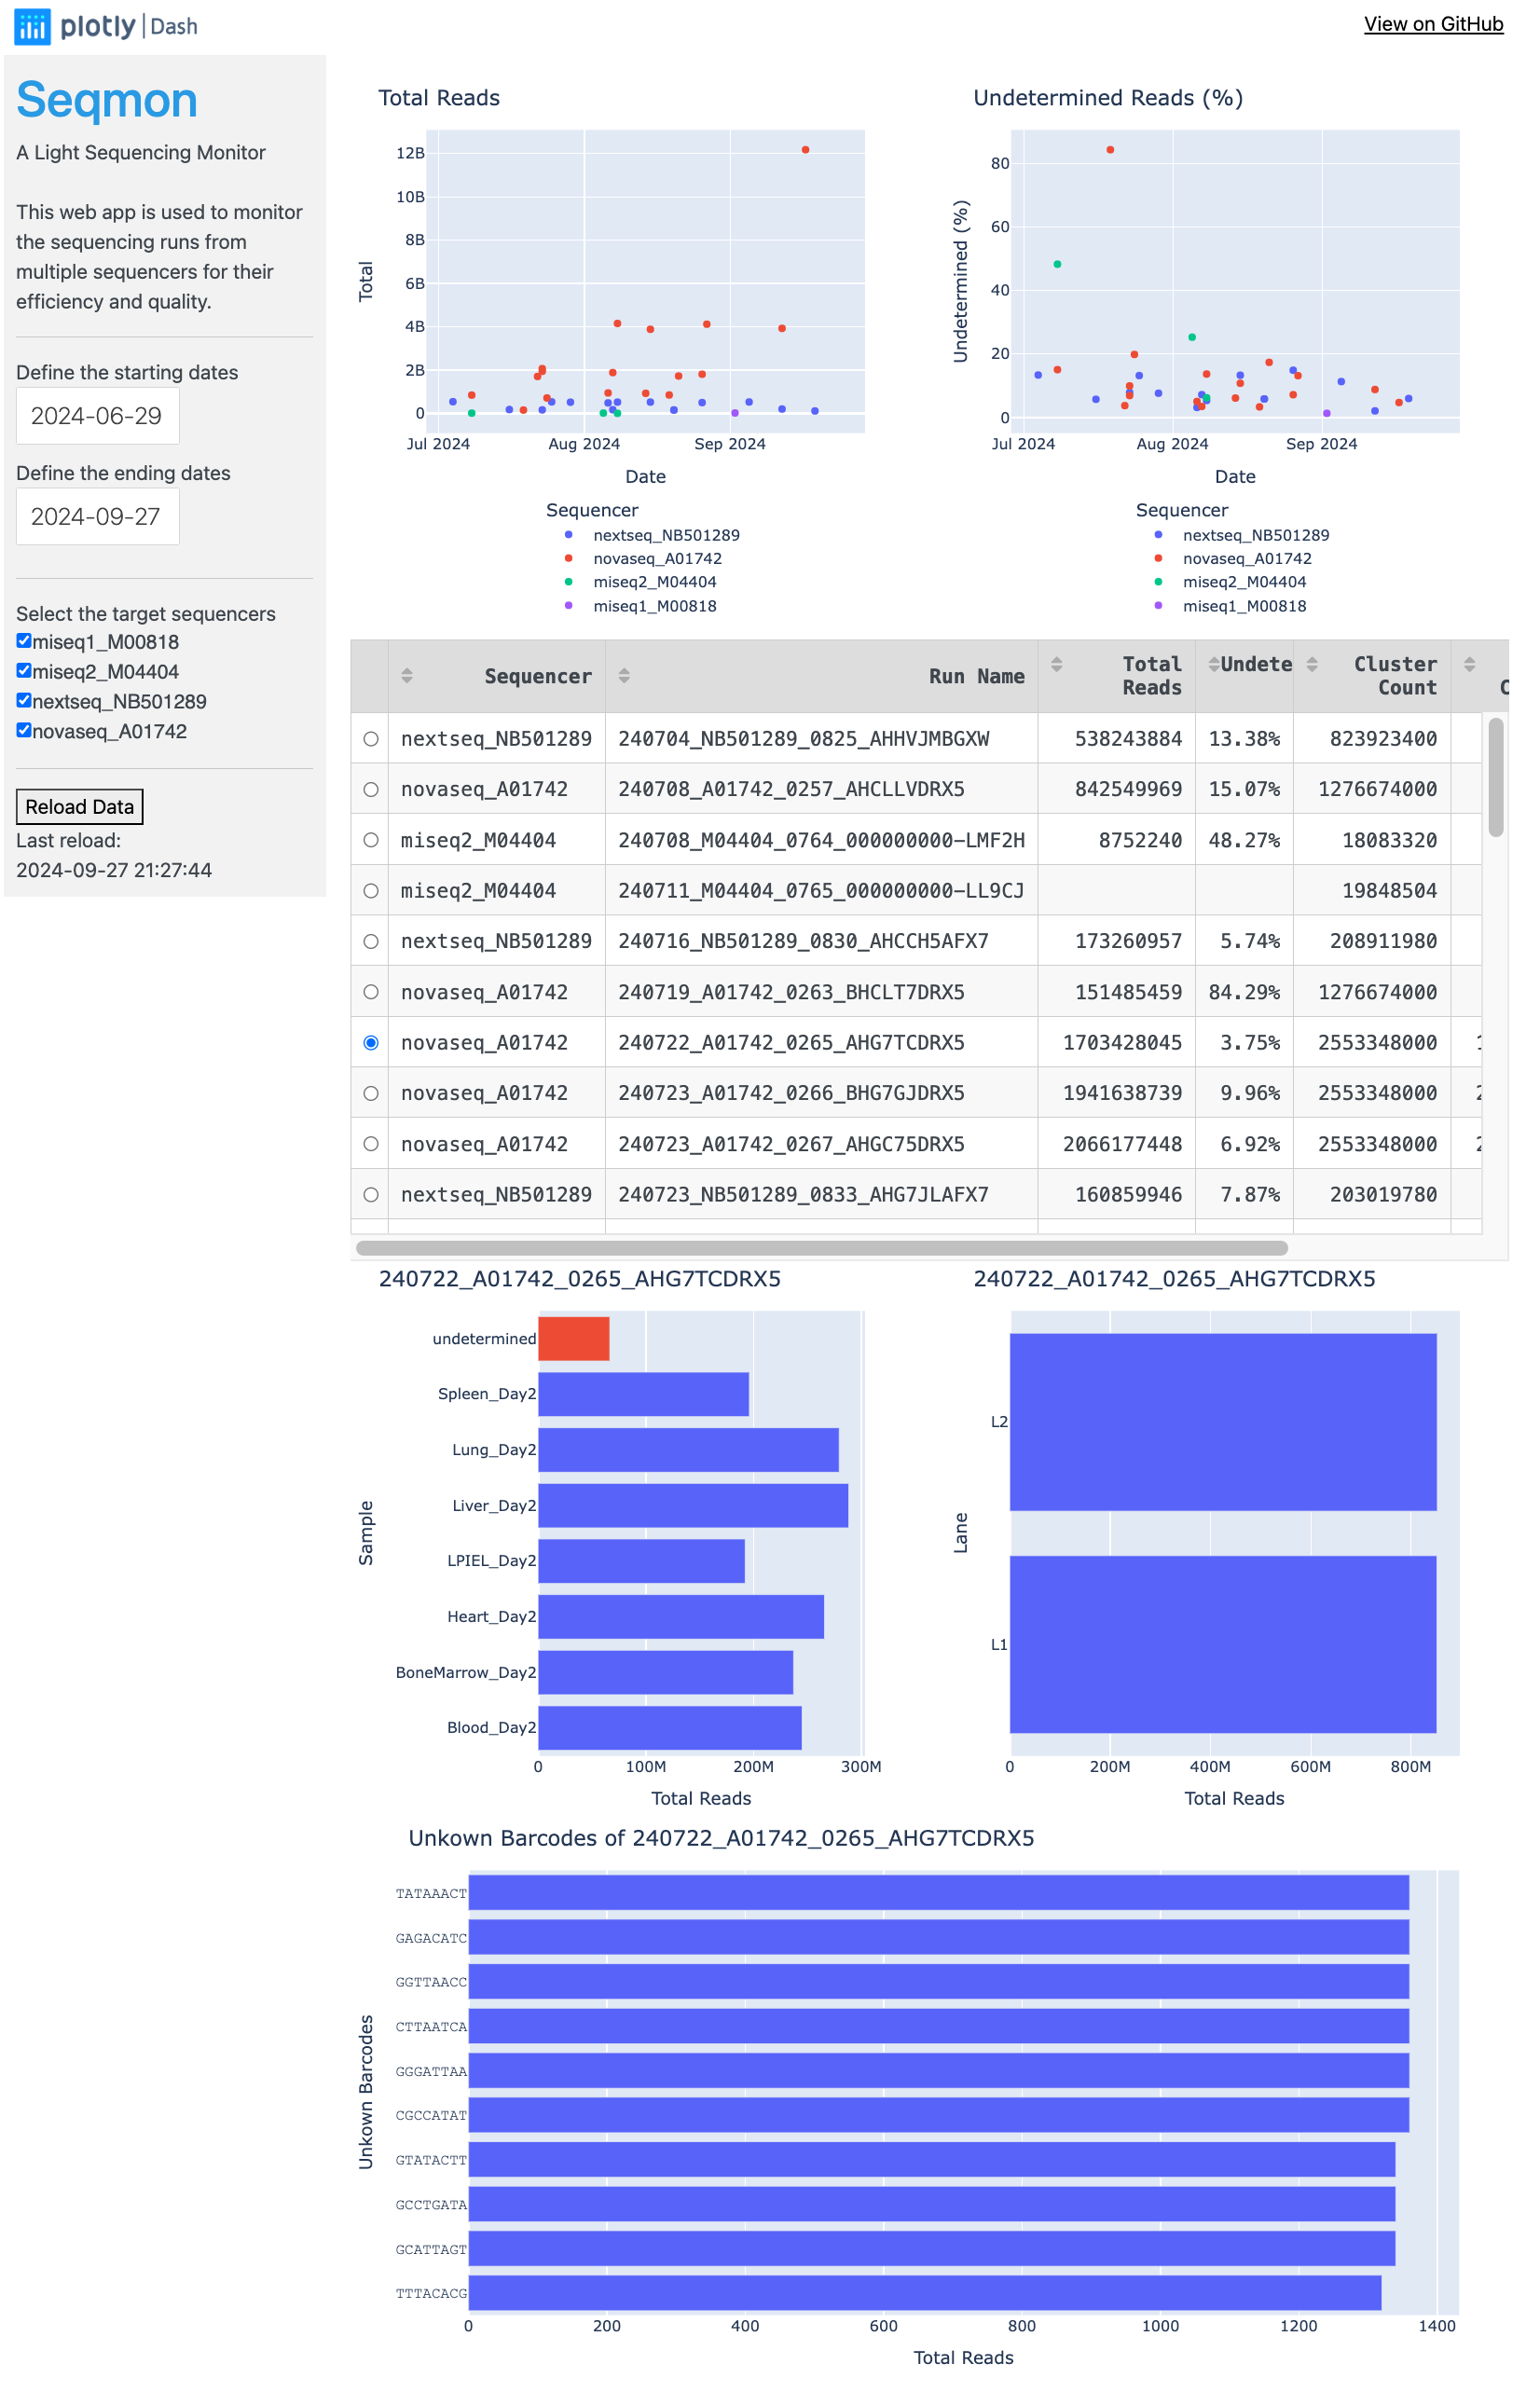 plotly | Dash
View on GitHub
Seqmon
A Light Sequencing Monitor
This web app is used to monitor
the sequencing runs from
multiple sequencers for their
efficiency and quality.
Define the starting dates
2024-06-29
Define the ending dates
2024-09-27
Select the target sequencers
miseq1_M00818
miseq2_M04404
nextseq_NB501289
novaseq_A01742
Reload Data
Last reload:
2024-09-27 21:27:44
Total Reads
12B
10B
8B
6B
4B
2B
0
Total
Jul 2024 Aug 2024 Sep 2024
Date
Sequencer
nextseq_NB501289
novaseq_A01742
miseq2_M04404
miseq1_M00818
Undetermined Reads (%)
80
60
40
20
0
Undetermined (%)
Jul 2024 Aug 2024 Sep 2024
Date
Sequencer
nextseq_NB501289
novaseq_A01742
miseq2_M04404
miseq1_M00818
Sequencer Run Name Total Reads Undete Cluster Count C
nextseq_NB501289 240704_NB501289_0825_AHHVJMBGXW 538243884 13.38% 823923400
novaseq_A01742 240708_A01742_0257_AHCLLVDRX5 842549969 15.07% 1276674000
miseq2_M04404 240708_M04404_0764_000000000-LMF2H 8752240 48.27% 18083320
miseq2_M04404 240711_M04404_0765_000000000-LL9CJ 19848504
nextseq_NB501289 240716_NB501289_0830_AHCCH5AFX7 173260957 5.74% 208911980
novaseq_A01742 240719_A01742_0263_BHCLT7DRX5 151485459 84.29% 1276674000
novaseq_A01742 240722_A01742_0265_AHG7TCDRX5 1703428045 3.75% 2553348000
novaseq_A01742 240723_A01742_0266_BHG7GJDRX5 1941638739 9.96% 2553348000
novaseq_A01742 240723_A01742_0267_AHGC75DRX5 2066177448 6.92% 2553348000
nextseq_NB501289 240723_NB501289_0833_AHG7JLAFX7 160859946 7.87% 203019780
240722_A01742_0265_AHG7TCDRX5
undetermined
Spleen_Day2
Lung_Day2
Liver_Day2
LPIEL_Day2
Heart_Day2
BoneMarrow_Day2
Blood_Day2
Sample
0 100M 200M 300M
Total Reads
240722_A01742_0265_AHG7TCDRX5
L2
L1
Lane
0 200M 400M 600M 800M
Total Reads
Unkown Barcodes of 240722_A01742_0265_AHG7TCDRX5
TATAAACT
GAGACATC
GGTTAACC
CTTAATCA
GGGATTAA
CGCCATAT
GTATACTT
GCCTGATA
GCATTAGT
TTTACACG
Unkown Barcodes
0 200 400 600 800 1000 1200 1400
Total Reads